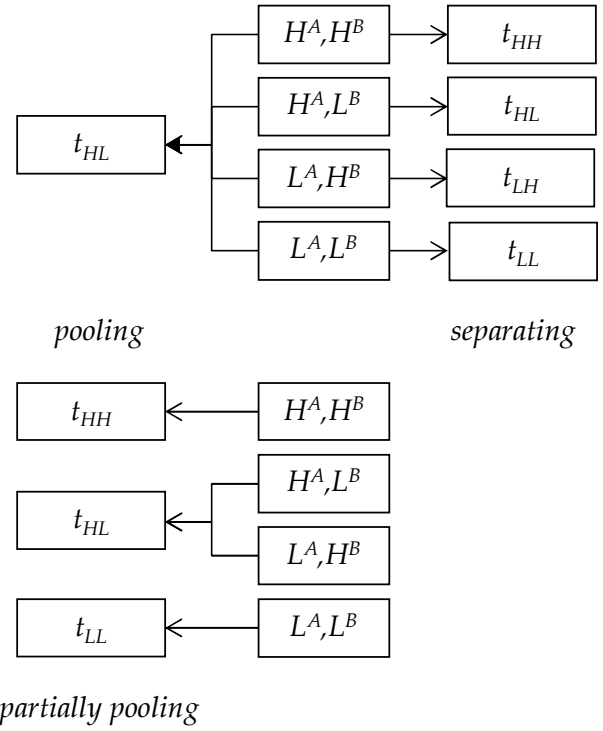 H^A,H^B t_HH
H^A,L^B t_HL
t_HL
L^A,H^B t_LH
L^A,L^B t_LL
pooling separating
t_HH H^A,H^B
H^A,L^B
t_HL
L^A,H^B
t_LL L^A,L^B
partially pooling